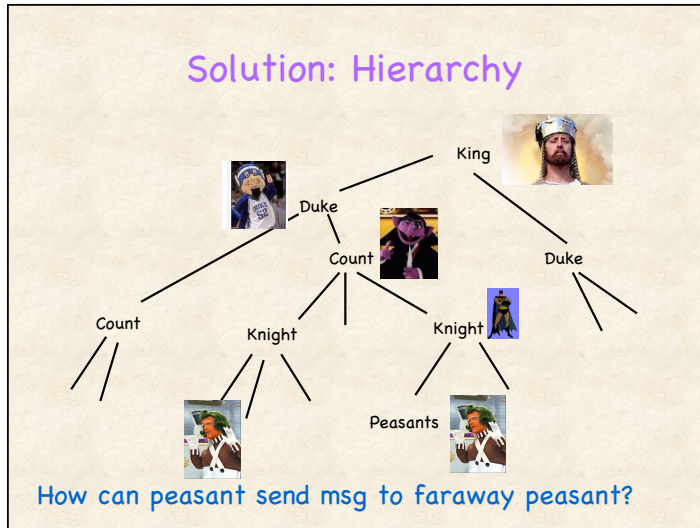 Solution: Hierarchy
King
Duke
Count
Duke
Count
Knight
Knight
Peasants
How can peasant send msg to faraway peasant?